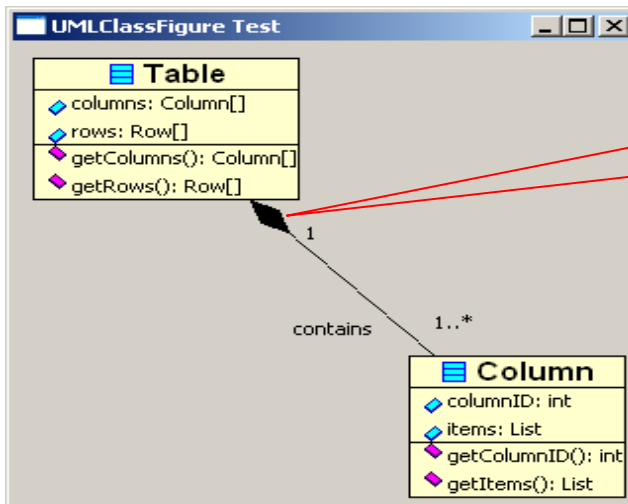 UMLClassFigure Test
Table
columns: Column[]
rows: Row[]
getColumns(): Column[]
getRows(): Row[]
1
1..*
contains
Column
columnID: int
items: List
getColumnID(): int
getItems(): List